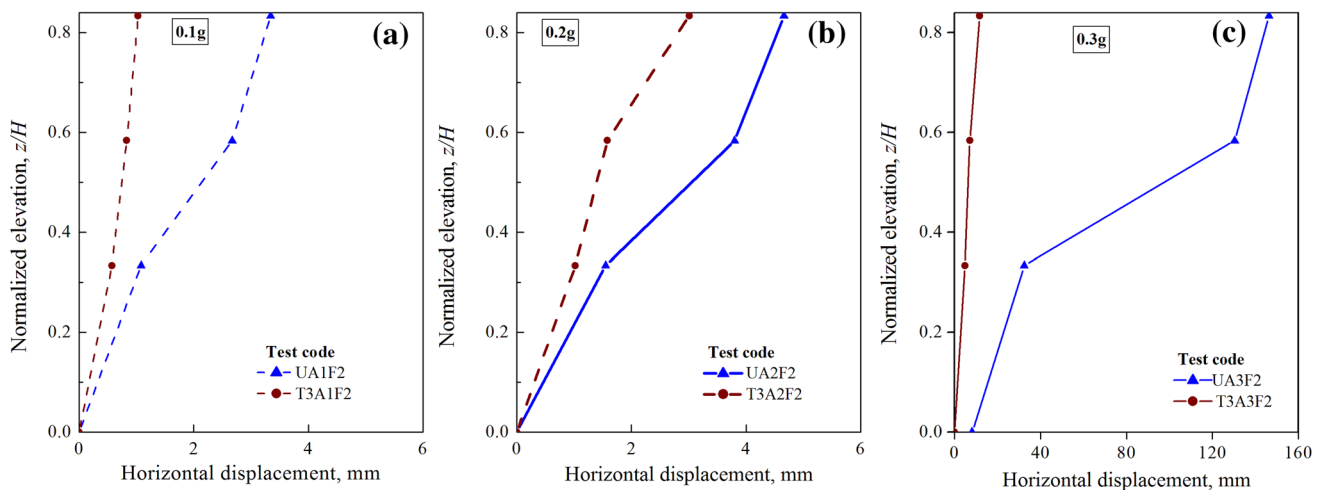 (a)
0.1g
0.8
0.6
0.4
0.2
0.0
Normalized elevation, z/H
Test code
UA1F2
T3A1F2
0
2
4
6
Horizontal displacement, mm
(b)
0.2g
0.8
0.6
0.4
0.2
0.0
Normalized elevation, z/H
Test code
UA2F2
T3A2F2
0
2
4
6
Horizontal displacement, mm
(c)
0.3g
0.8
0.6
0.4
0.2
0.0
Normalized elevation, z/H
Test code
UA3F2
T3A3F2
0
40
80
120
160
Horizontal displacement, mm